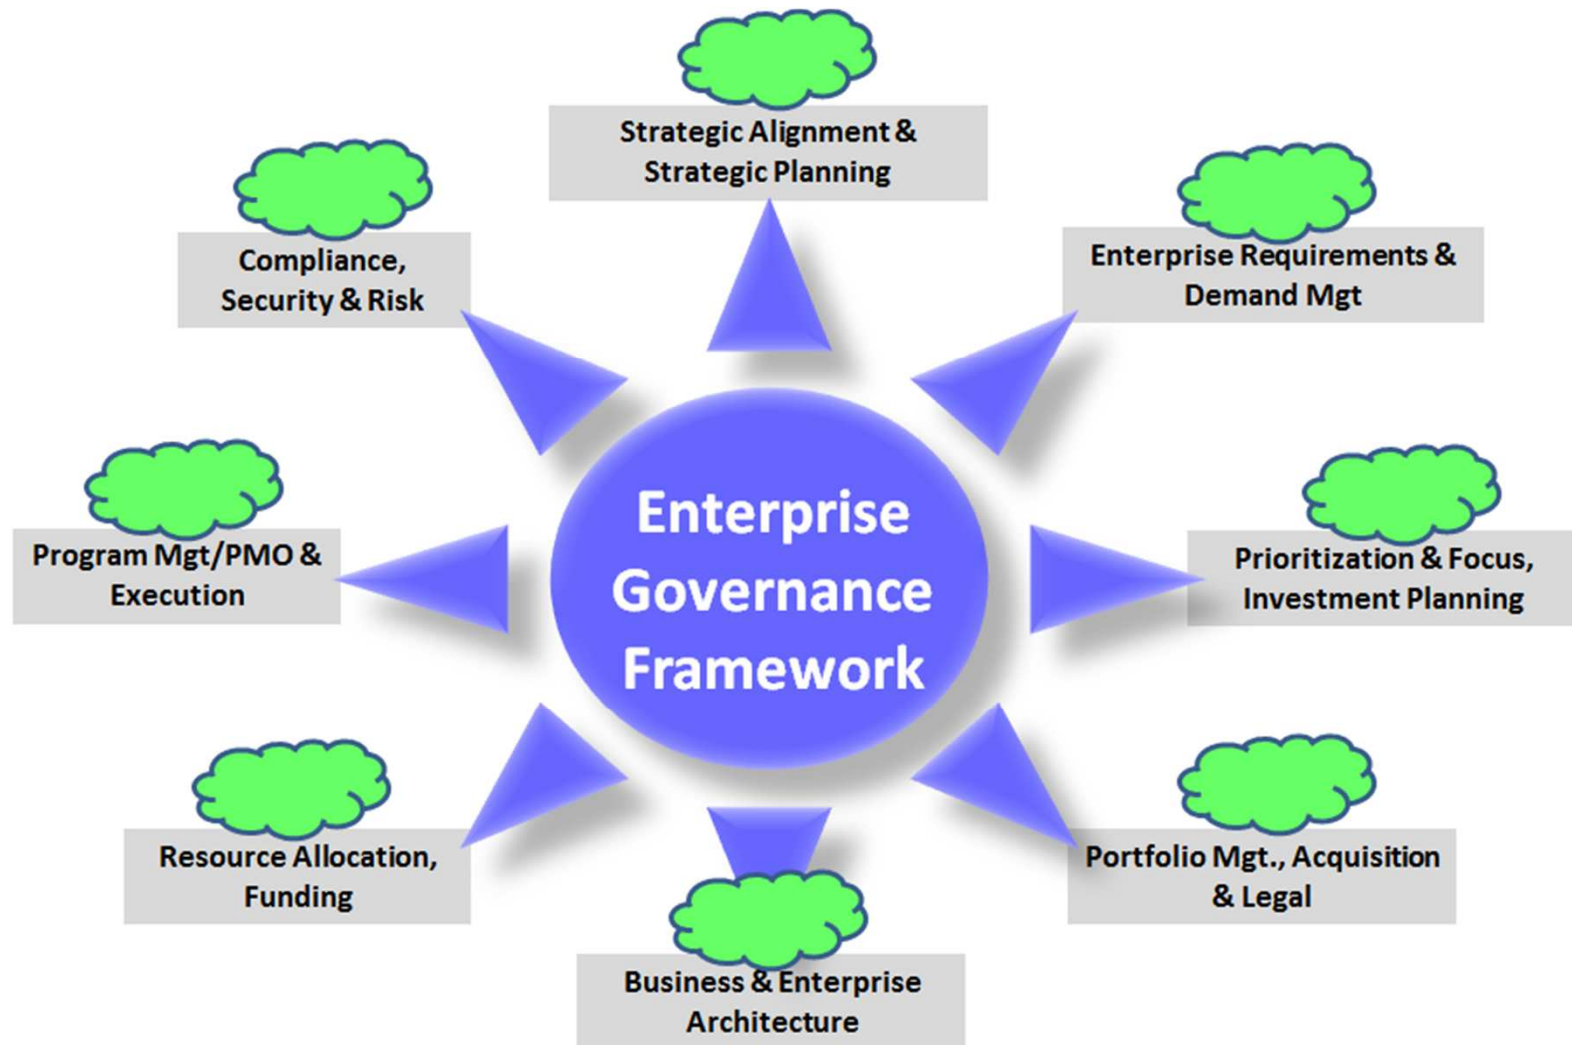 Strategic Alignment &
Strategic Planning
Compliance,
Security & Risk
Enterprise Requirements &
Demand Mgt
Program Mgt/PMO &
Execution
Enterprise
Governance
Framework
Prioritization & Focus,
Investment Planning
Resource Allocation,
Funding
Portfolio Mgt., Acquisition
& Legal
Business & Enterprise
Architecture